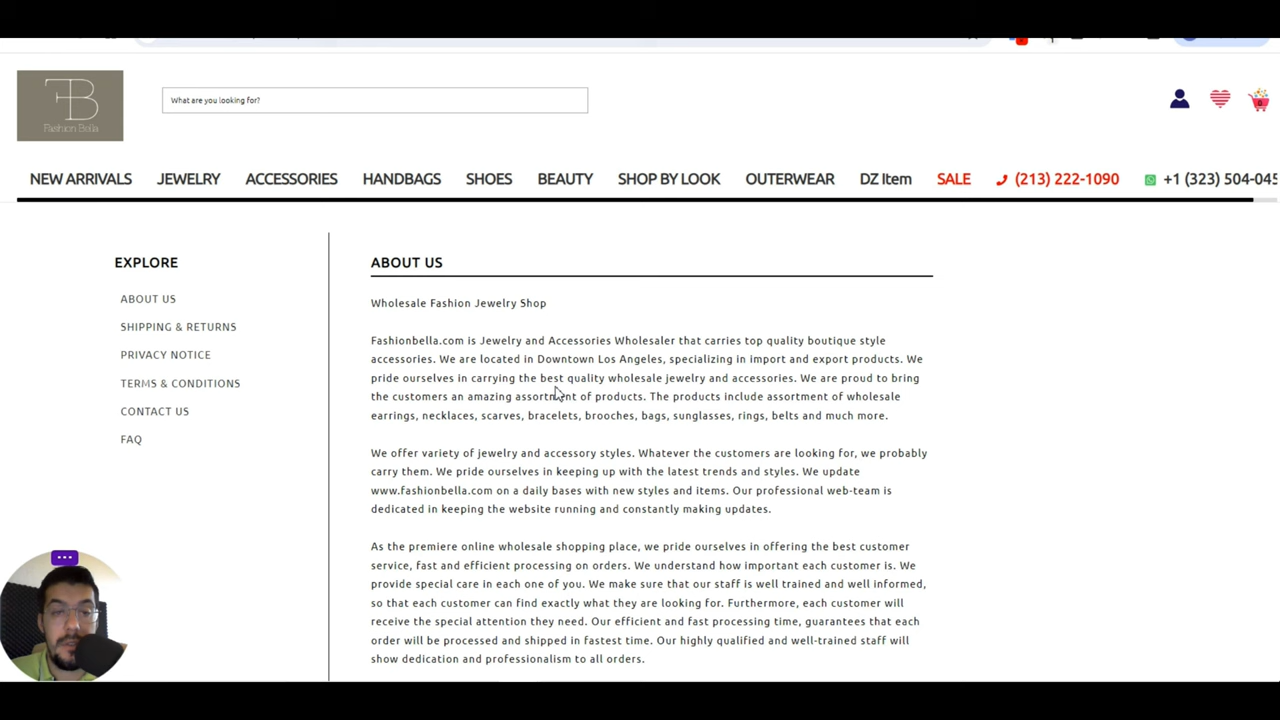 FB
Fashion Bella
What are you looking for?
0
NEW ARRIVALS JEWELRY ACCESSORIES HANDBAGS SHOES BEAUTY SHOP BY LOOK OUTERWEAR DZ Item SALE (213) 222-1090 +1 (323) 504-045
EXPLORE
ABOUT US
SHIPPING & RETURNS
PRIVACY NOTICE
TERMS & CONDITIONS
CONTACT US
FAQ
ABOUT US
Wholesale Fashion Jewelry Shop
Fashionbella.com is Jewelry and Accessories Wholesaler that carries top quality boutique style
accessories. We are located in Downtown Los Angeles, specializing in import and export products. We
pride ourselves in carrying the best quality wholesale jewelry and accessories. We are proud to bring
the customers an amazing assortment of products. The products include assortment of wholesale
earrings, necklaces, scarves, bracelets, brooches, bags, sunglasses, rings, belts and much more.
We offer variety of jewelry and accessory styles. Whatever the customers are looking for, we probably
carry them. We pride ourselves in keeping up with the latest trends and styles. We update
www.fashionbella.com on a daily bases with new styles and items. Our professional web-team is
dedicated in keeping the website running and constantly making updates.
As the premiere online wholesale shopping place, we pride ourselves in offering the best customer
service, fast and efficient processing on orders. We understand how important each customer is. We
provide special care in each one of you. We make sure that our staff is well trained and well informed,
so that each customer can find exactly what they are looking for. Furthermore, each customer will
receive the special attention they need. Our efficient and fast processing time, guarantees that each
order will be processed and shipped in fastest time. Our highly qualified and well-trained staff will
show dedication and professionalism to all orders.